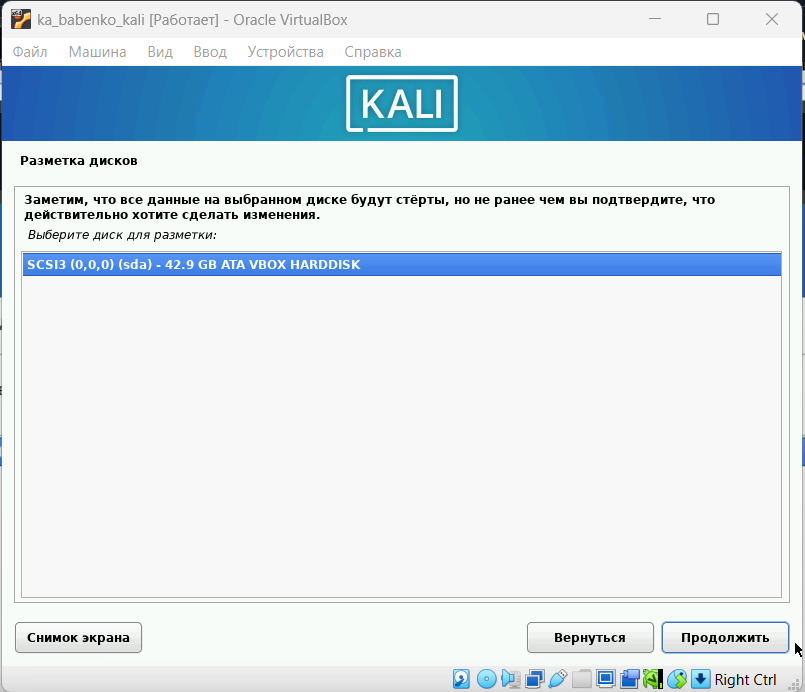 ka_babenko_kali [Работает] - Oracle VirtualBox
Файл Машина Вид Ввод Устройства Справка
KALI
Разметка дисков
Заметим, что все данные на выбранном диске будут стёрты, но не ранее чем вы подтвердите, что
действительно хотите сделать изменения.
Выберите диск для разметки:
SCSI3 (0,0,0) (sda) - 42.9 GB ATA VBOX HARDDISK
Снимок экрана Вернуться Продолжить
Right Ctrl